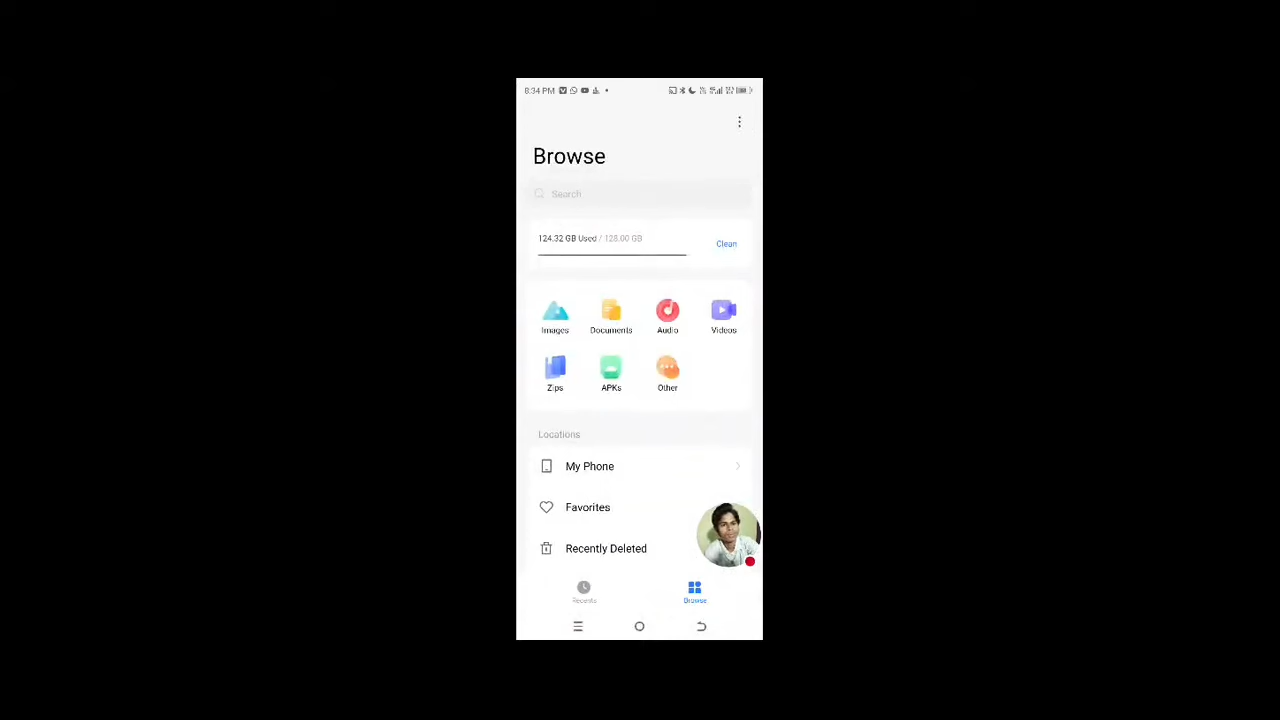 8:34 PM
Browse
Search
124.32 GB Used / 128.00 GB
Clean
Images Documents Audio Videos
Zips APKs Other
Locations
My Phone
Favorites
Recently Deleted
Recents Browse